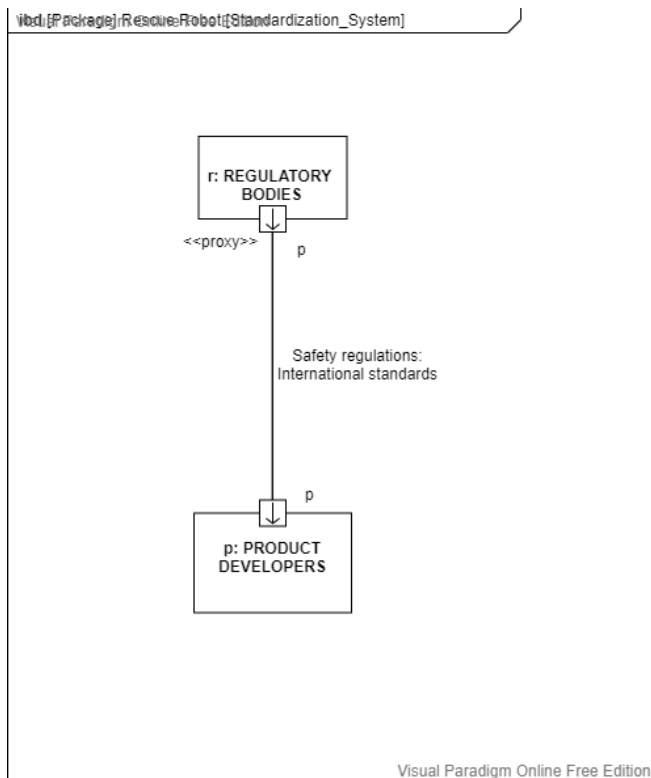 ibd [Package] Rescue Robot[Standardization_System]
r: REGULATORY
BODIES
<<proxy>>
p
Safety regulations:
International standards
p
p: PRODUCT
DEVELOPERS
Visual Paradigm Online Free Edition